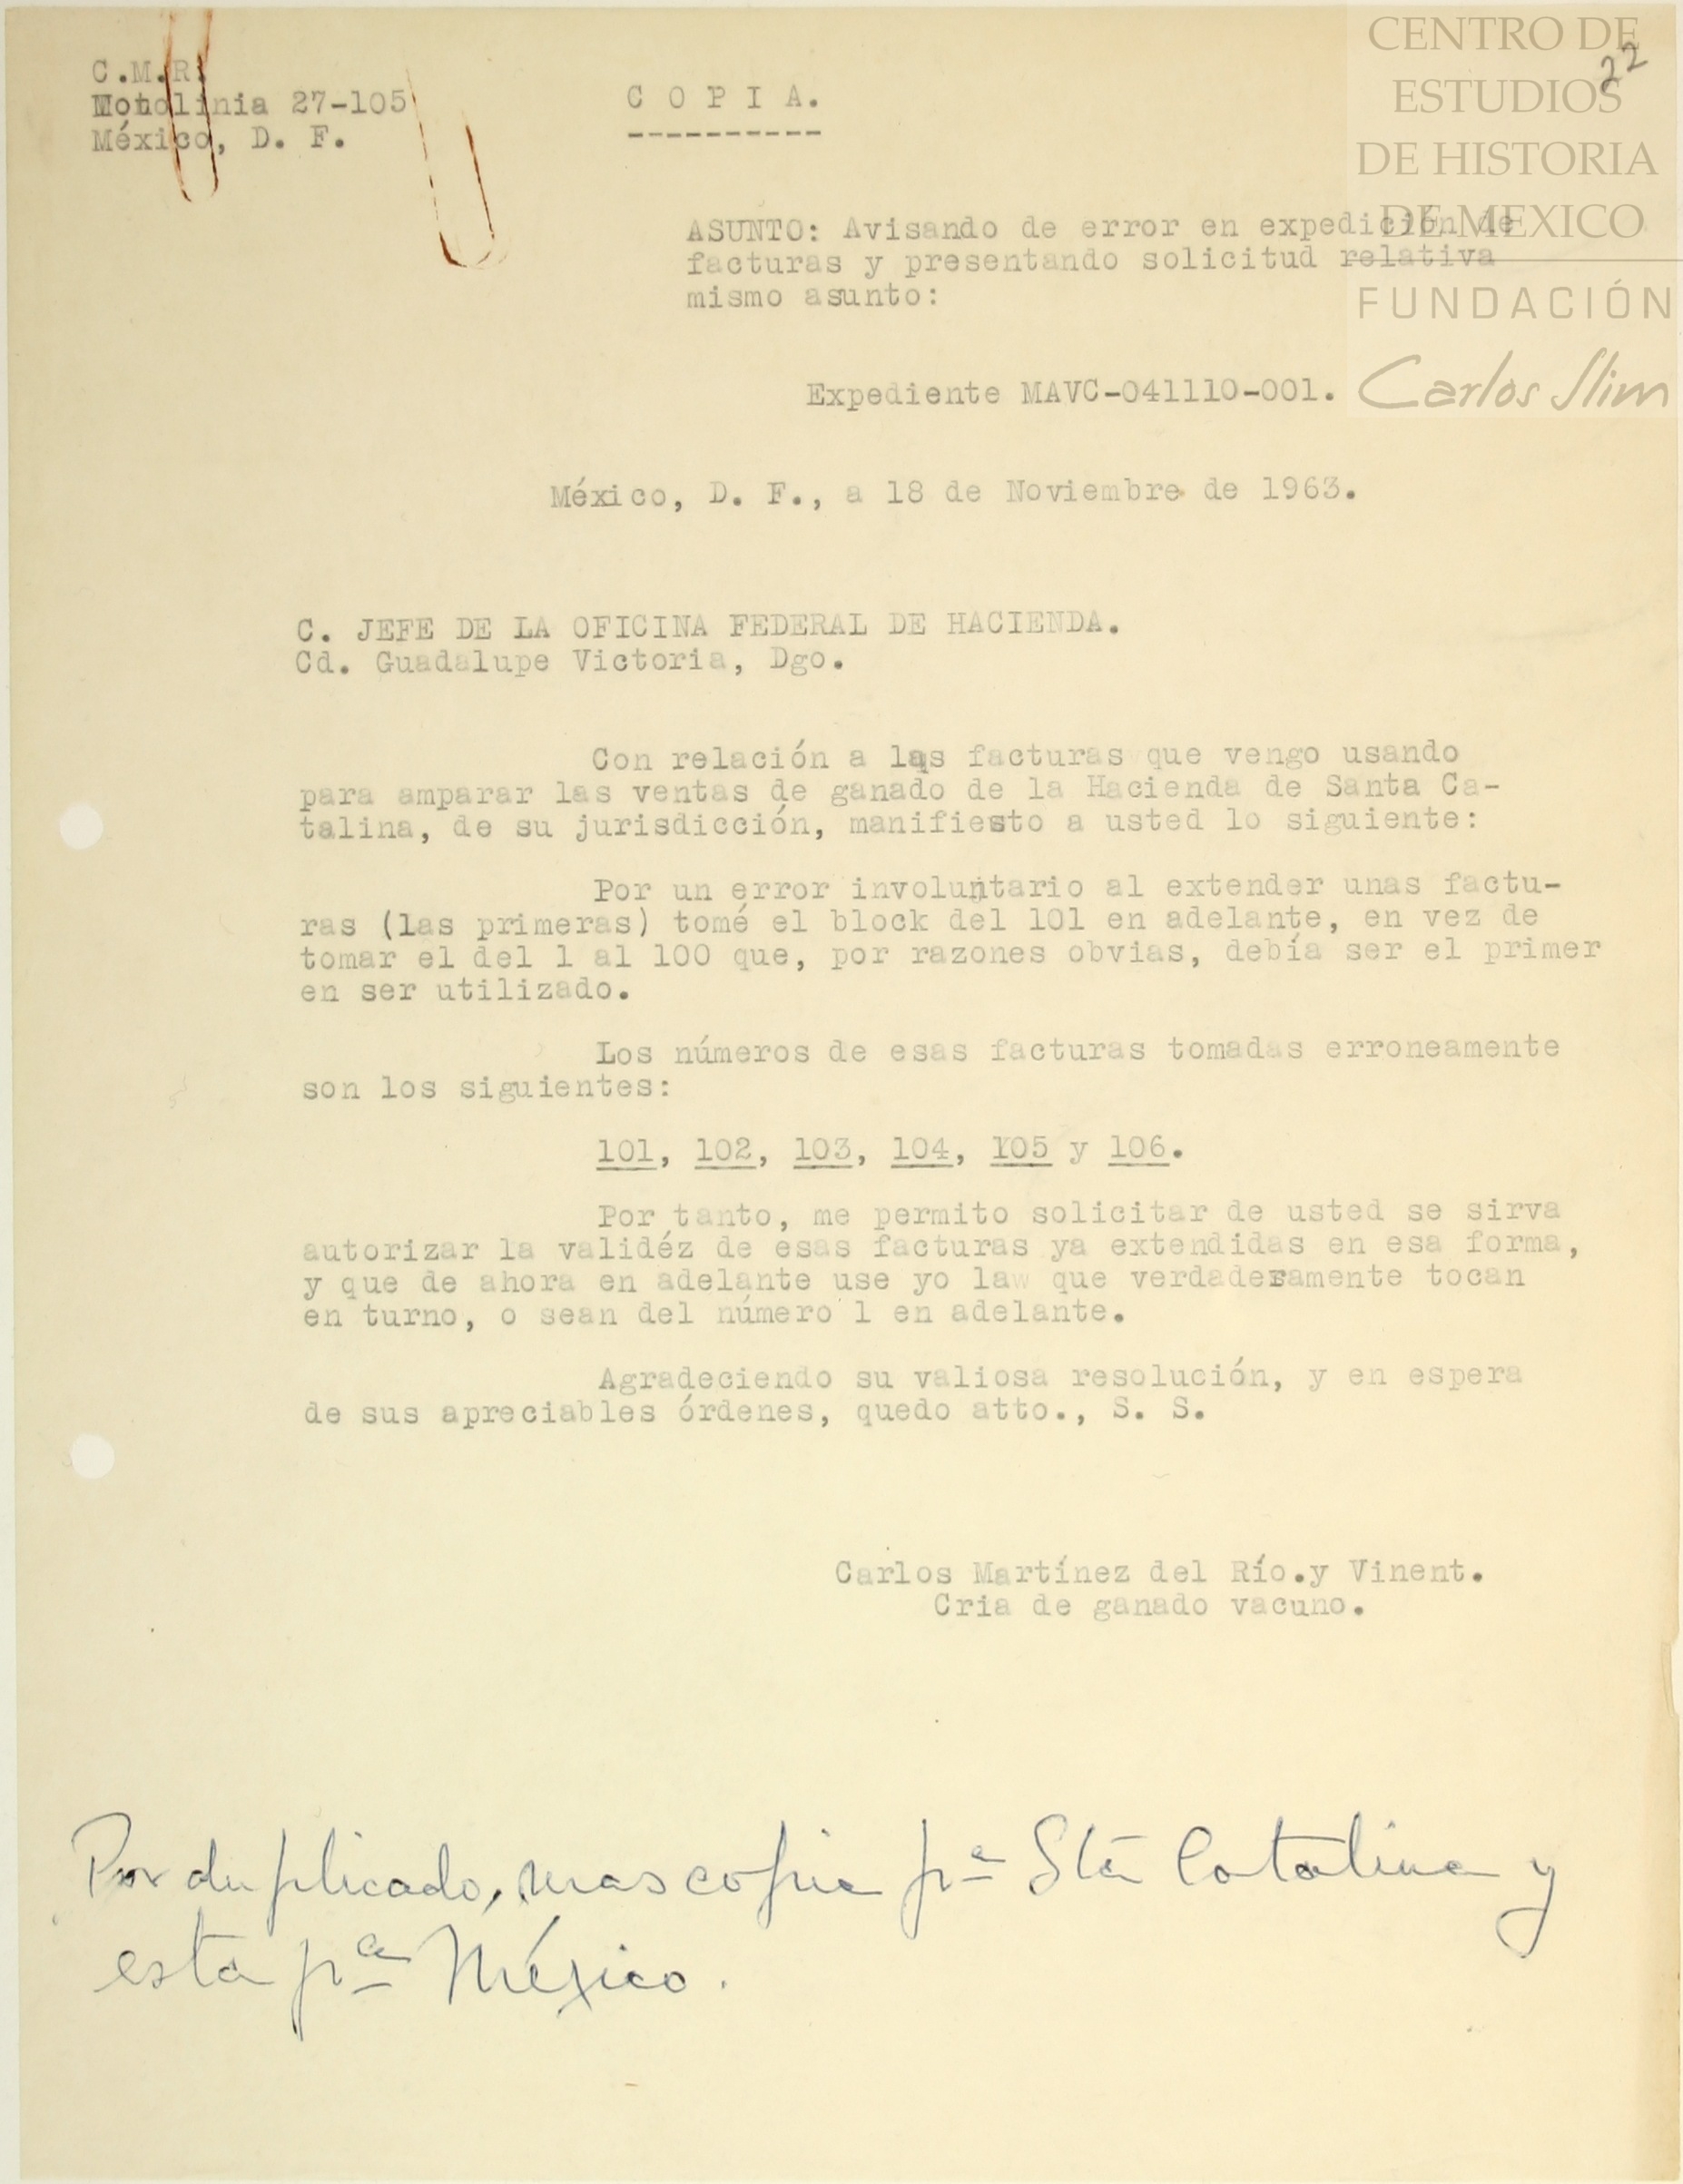 CENTRO DE
ESTUDIOS
DE HISTORIA
DE MEXICO
FUNDACIÓN
Carlos Slim
22
C.M.R.
Motolinia 27-105
México, D. F.
C O P I A.
----------
ASUNTO: Avisando de error en expedición de
facturas y presentando solicitud relativa
mismo asunto:
Expediente MAVC-041110-001.
México, D. F., a 18 de Noviembre de 1963.
C. JEFE DE LA OFICINA FEDERAL DE HACIENDA.
Cd. Guadalupe Victoria, Dgo.
Con relación a las facturas que vengo usando
para amparar las ventas de ganado de la Hacienda de Santa Ca-
talina, de su jurisdicción, manifiesto a usted lo siguiente:
Por un error involuntario al extender unas factu-
ras (las primeras) tomé el block del 101 en adelante, en vez de
tomar el del 1 al 100 que, por razones obvias, debía ser el primer
en ser utilizado.
Los números de esas facturas tomadas erroneamente
son los siguientes:
101, 102, 103, 104, 105 y 106.
Por tanto, me permito solicitar de usted se sirva
autorizar la validéz de esas facturas ya extendidas en esa forma,
y que de ahora en adelante use yo law que verdaderamente tocan
en turno, o sean del número 1 en adelante.
Agradeciendo su valiosa resolución, y en espera
de sus apreciables órdenes, quedo atto., S. S.
Carlos Martínez del Río.y Vinent.
Cria de ganado vacuno.
Por duplicado, mas copia pª Sta Catalina y
esta pª México.